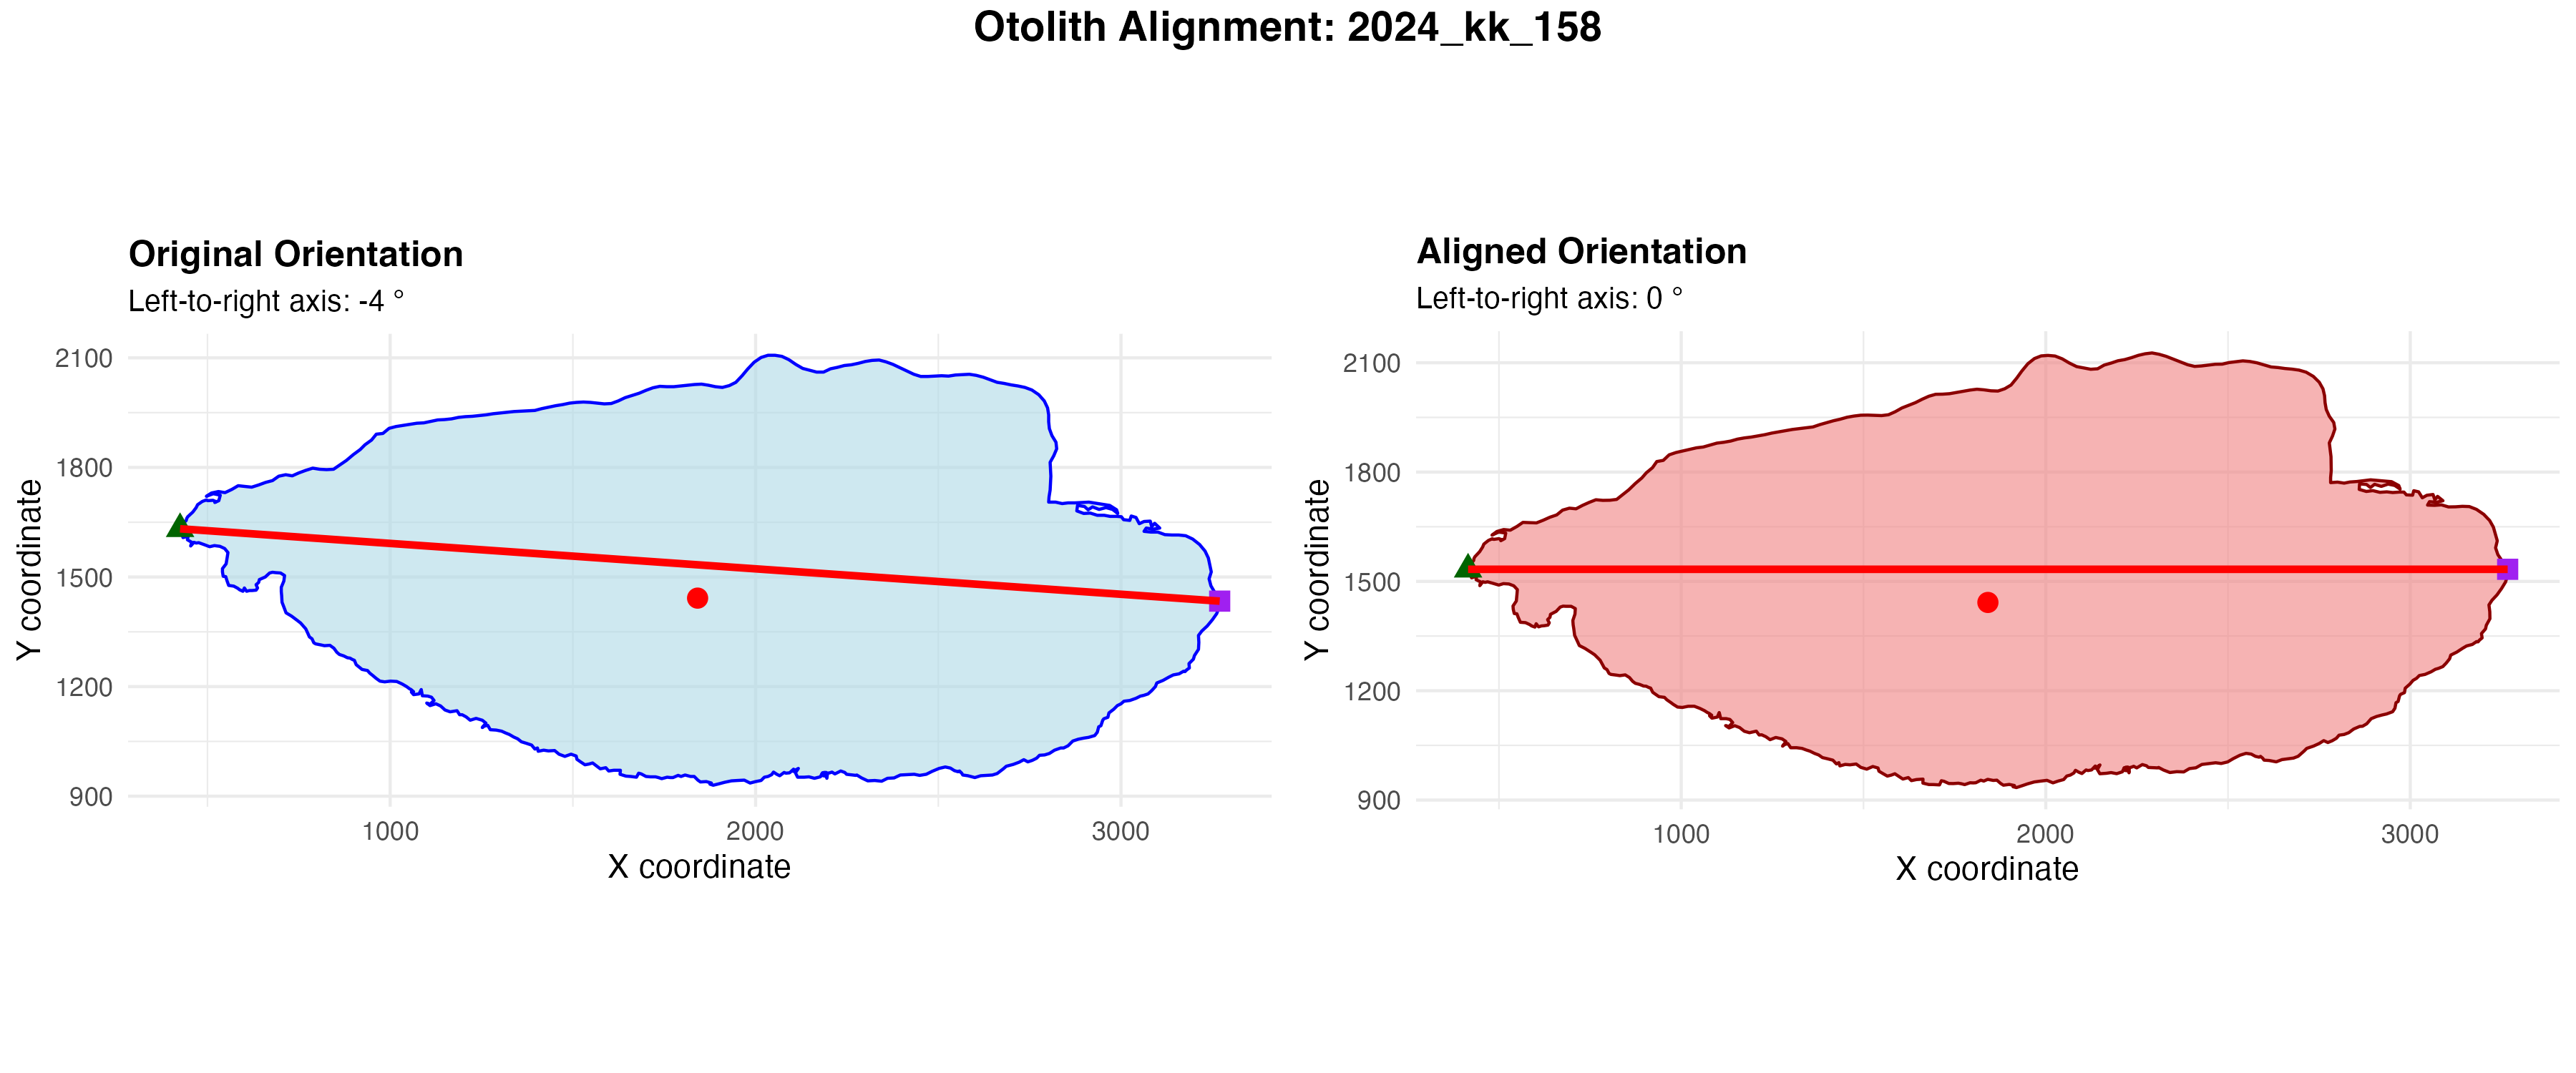 Otolith Alignment: 2024_kk_158
Original Orientation
Left-to-right axis: -4 °
2100
1800
1500
1200
900
Y coordinate
1000
2000
3000
X coordinate
Aligned Orientation
Left-to-right axis: 0 °
2100
1800
1500
1200
900
Y coordinate
1000
2000
3000
X coordinate